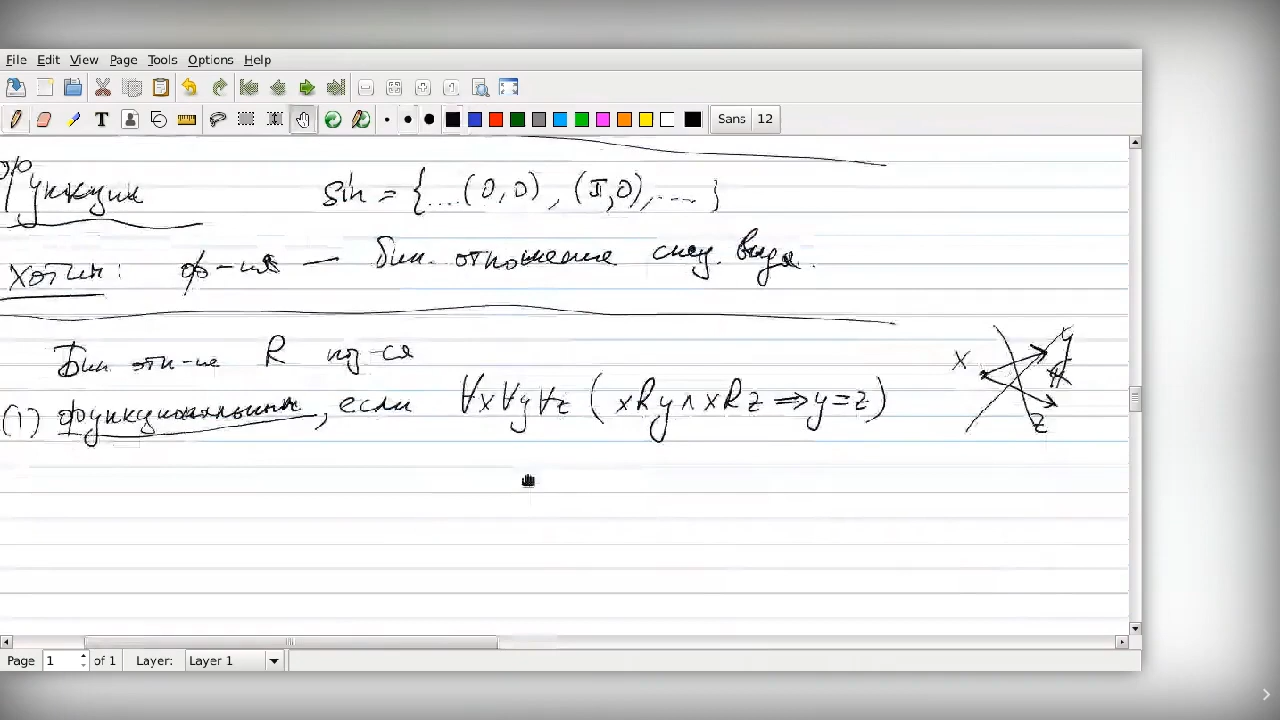 File Edit View Page Tools Options Help
Sans 12
Функции sin = {....(0,0), (π,0),....}
Хотим: ф-ия — бин. отношение спец. вида.
Бин отн-ие R наз-ся
(1) функциональным, если ∀x∀y∀z (xRy ∧ xRz ⇒ y=z)
x y ≠ z
Page 1 of 1 Layer: Layer 1